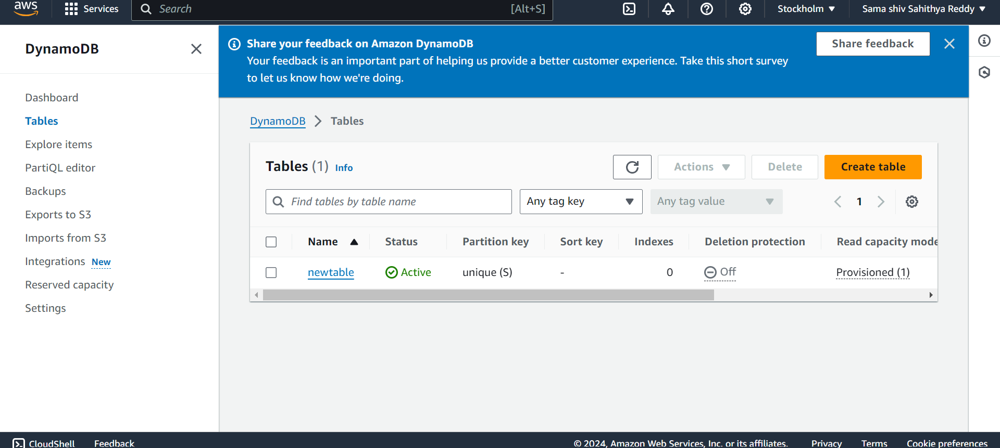 aws
Services
Search
[Alt+S]
Stockholm
Sama shiv Sahithya Reddy
DynamoDB
Dashboard
Tables
Explore items
PartiQL editor
Backups
Exports to S3
Imports from S3
Integrations New
Reserved capacity
Settings
Share your feedback on Amazon DynamoDB
Your feedback is an important part of helping us provide a better customer experience. Take this short survey
to let us know how we're doing.
Share feedback
DynamoDB Tables
Tables (1) Info
Actions
Delete
Create table
Find tables by table name
Any tag key
Any tag value
1
Name Status Partition key Sort key Indexes Deletion protection Read capacity mode
newtable Active unique (S) - 0 Off Provisioned (1)
CloudShell Feedback © 2024, Amazon Web Services, Inc. or its affiliates. Privacy Terms Cookie preferences